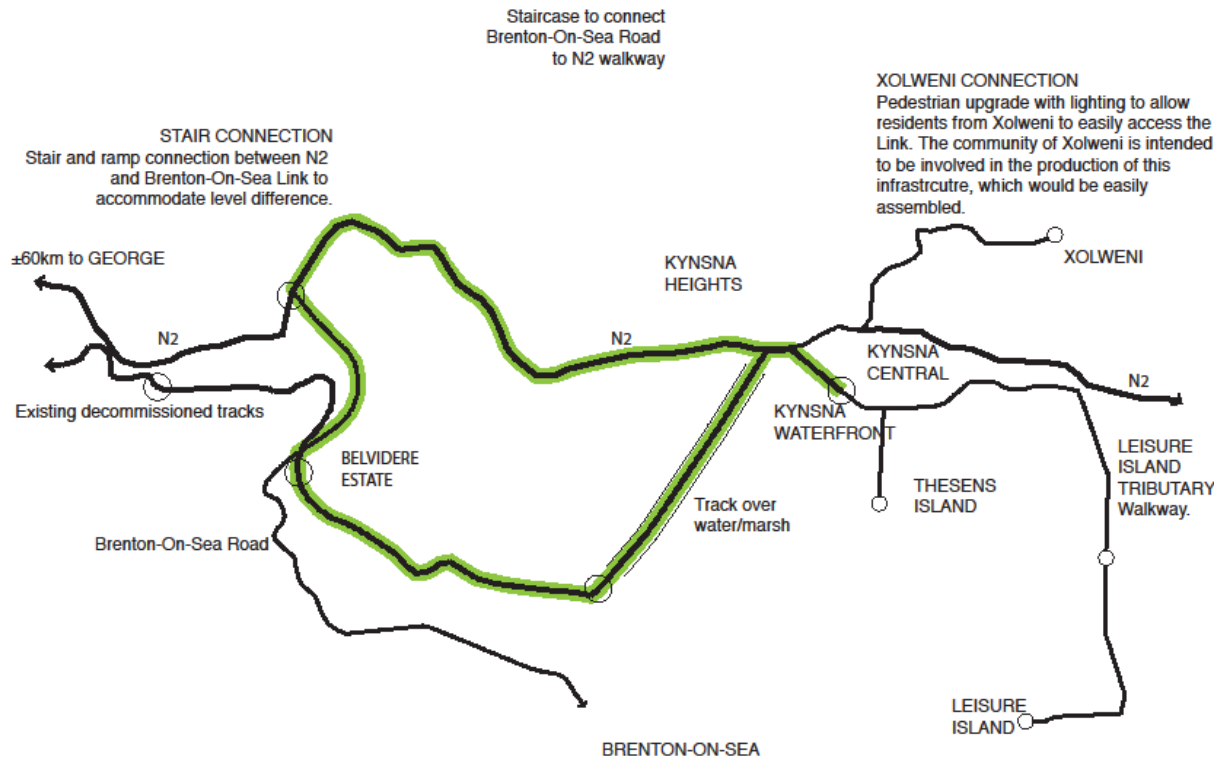 Staircase to connect
Brenton-On-Sea Road
to N2 walkway
XOLWENI CONNECTION
Pedestrian upgrade with lighting to allow
residents from Xolweni to easily access the
Link. The community of Xolweni is intended
to be involved in the production of this
infrastrcutre, which would be easily
assembled.
STAIR CONNECTION
Stair and ramp connection between N2
and Brenton-On-Sea Link to
accommodate level difference.
±60km to GEORGE
XOLWENI
KYNSNA
HEIGHTS
N2
N2
KYNSNA
CENTRAL
N2
Existing decommissioned tracks
KYNSNA
WATERFRONT
BELVIDERE
ESTATE
LEISURE
ISLAND
TRIBUTARY
Walkway.
THESENS
ISLAND
Track over
water/marsh
Brenton-On-Sea Road
LEISURE
ISLAND
BRENTON-ON-SEA